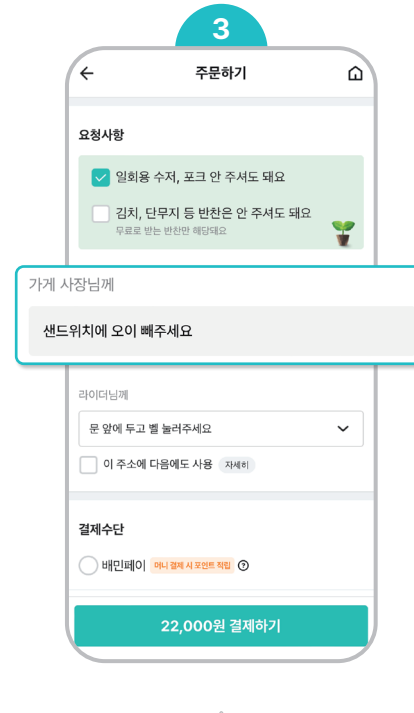 3
주문하기
요청사항
일회용 수저, 포크 안 주셔도 돼요
김치, 단무지 등 반찬은 안 주셔도 돼요
무료로 받는 반찬만 해당돼요
가게 사장님께
샌드위치에 오이 빼주세요
라이더님께
문 앞에 두고 벨 눌러주세요
이 주소에 다음에도 사용 자세히
결제수단
배민페이 머니 결제 시 포인트 적립 ?
22,000원 결제하기